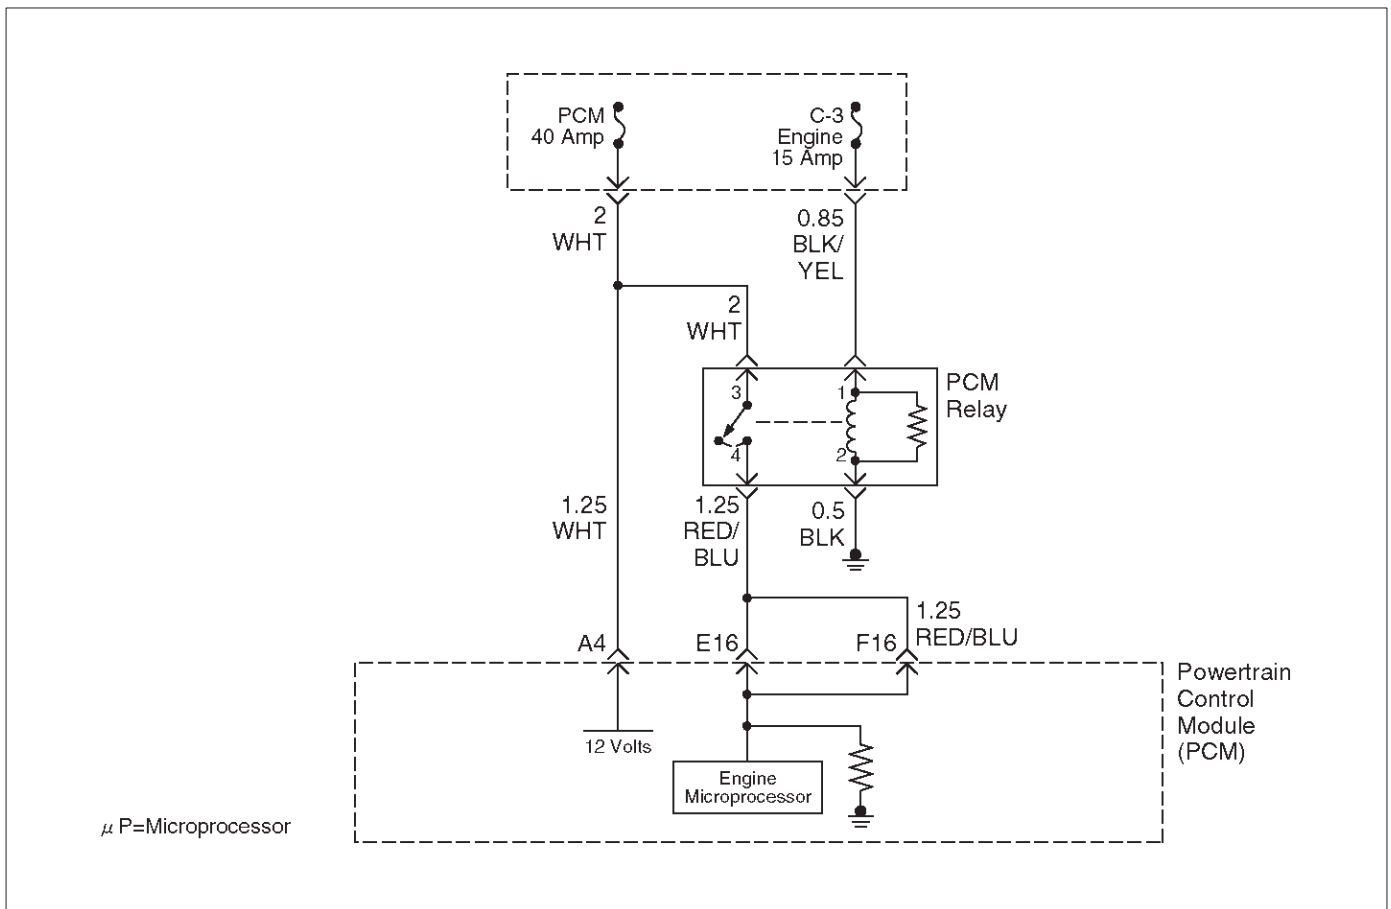 PCM
40 Amp
C-3
Engine
15 Amp
2
WHT
0.85
BLK/
YEL
2
WHT
3
1
4
2
PCM
Relay
1.25
WHT
1.25
RED/
BLU
0.5
BLK
1.25
RED/BLU
A4
E16
F16
Powertrain
Control
Module
(PCM)
12 Volts
Engine
Microprocessor
μ P=Microprocessor